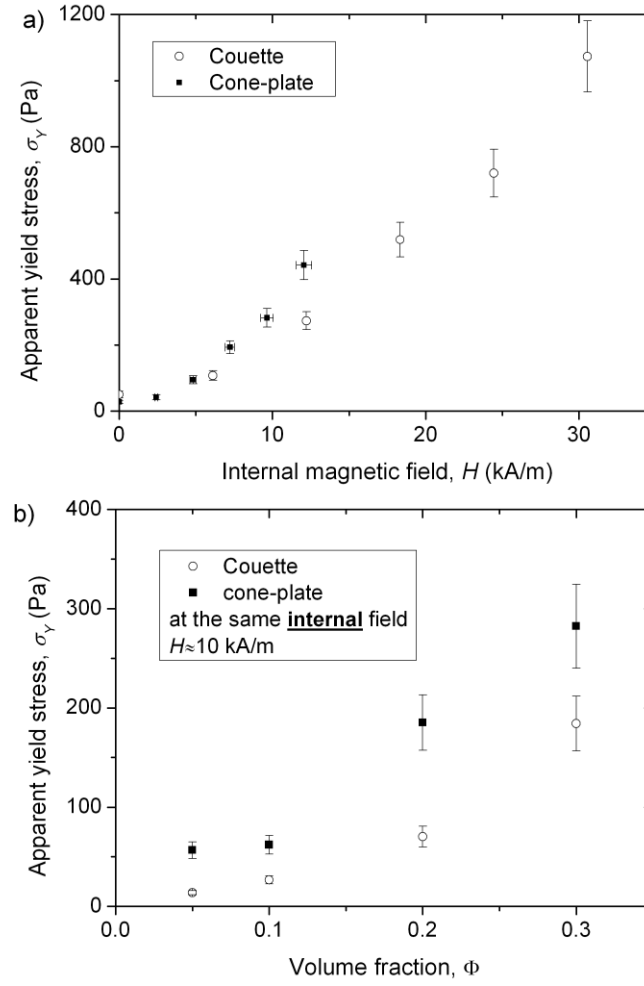 a)
1200
800
400
0
Apparent yield stress, σY (Pa)
Couette
Cone-plate
0 10 20 30
Internal magnetic field, H (kA/m)
b)
400
300
200
100
0
Apparent yield stress, σY (Pa)
Couette
cone-plate
at the same internal field
H≈10 kA/m
0.0 0.1 0.2 0.3
Volume fraction, Φ